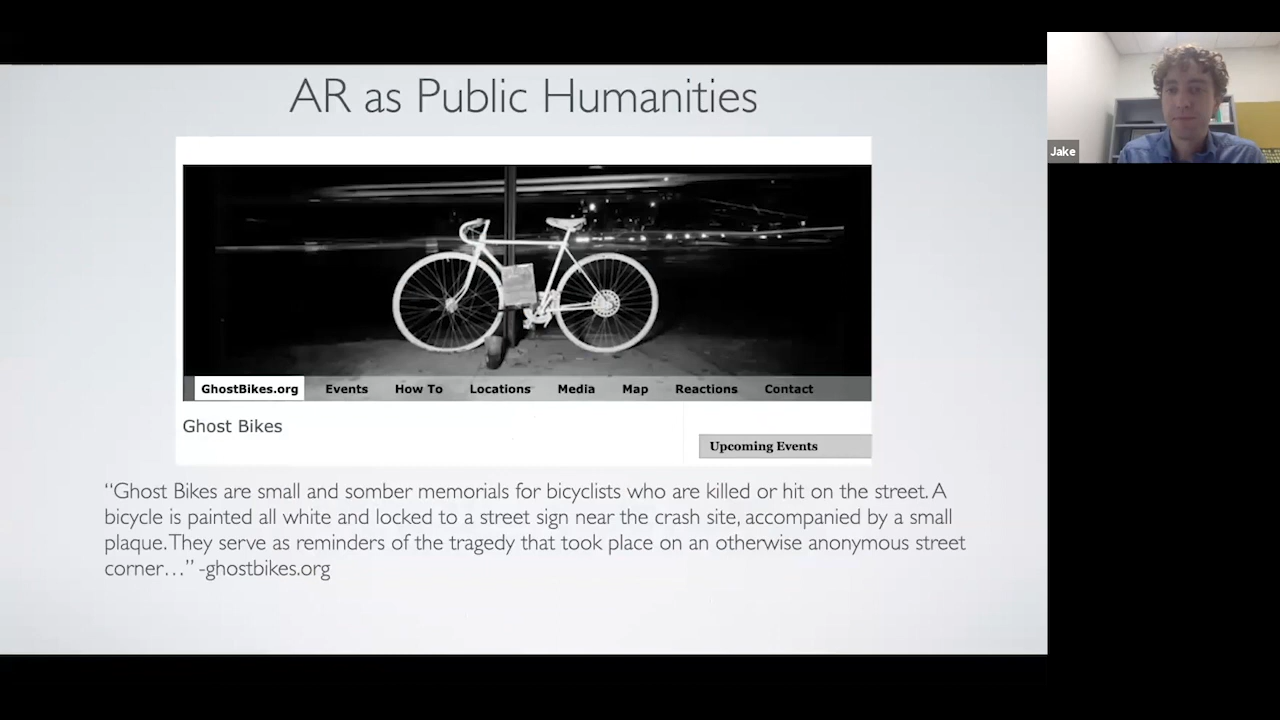 AR as Public Humanities
Jake
GhostBikes.org Events How To Locations Media Map Reactions Contact
Ghost Bikes
Upcoming Events
“Ghost Bikes are small and somber memorials for bicyclists who are killed or hit on the street. A
bicycle is painted all white and locked to a street sign near the crash site, accompanied by a small
plaque. They serve as reminders of the tragedy that took place on an otherwise anonymous street
corner…” -ghostbikes.org